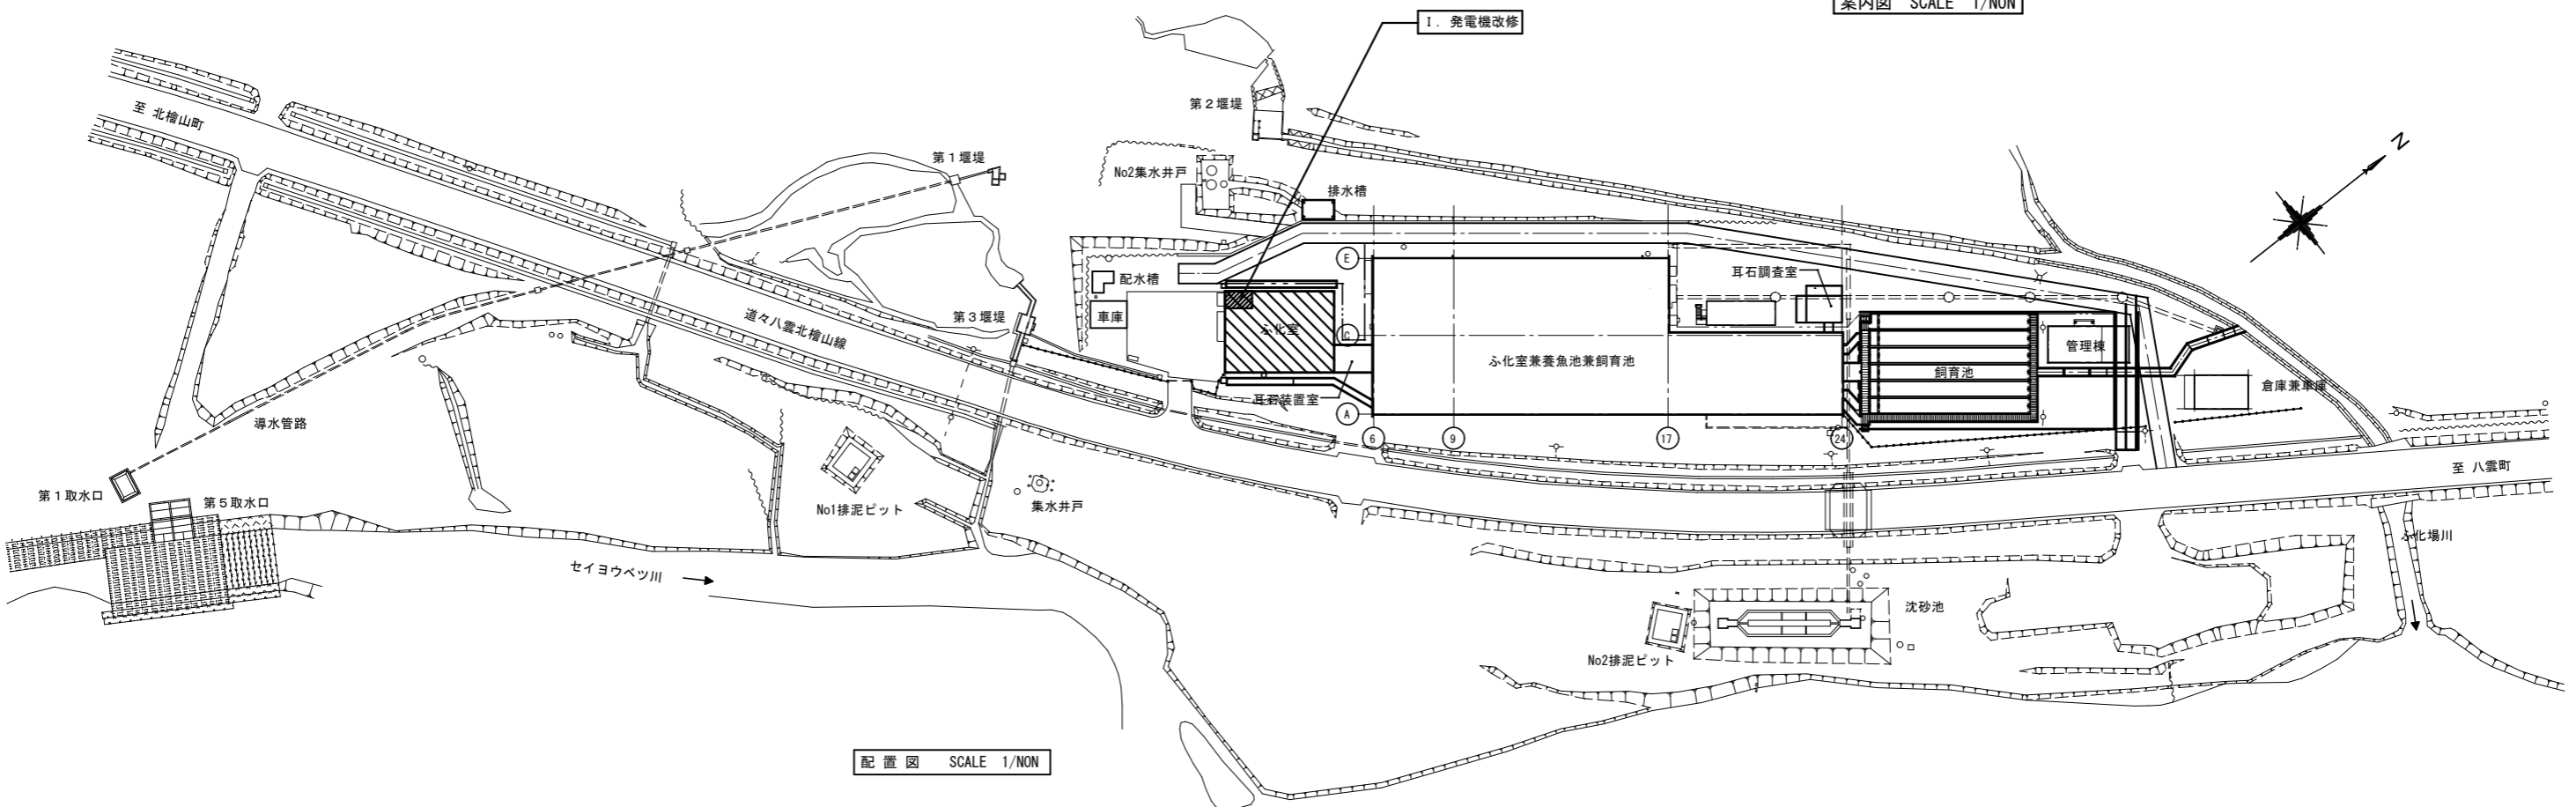 案内図 SCALE 1/NON
I. 発電機改修
至 北檜山町
第2堰堤
第1堰堤
No2集水井戸
排水槽
N
E
耳石調査室
配水槽
車庫
第3堰堤
ふ化室
C
道々八雲北檜山線
ふ化室兼養魚池兼飼育池
管理棟
飼育池
倉庫兼車庫
耳石装置室
A
6
9
17
24
導水管路
至 八雲町
第1取水口
第5取水口
No1排泥ピット
集水井戸
ふ化場川
セイヨウベツ川
沈砂池
No2排泥ピット
配置図 SCALE 1/NON